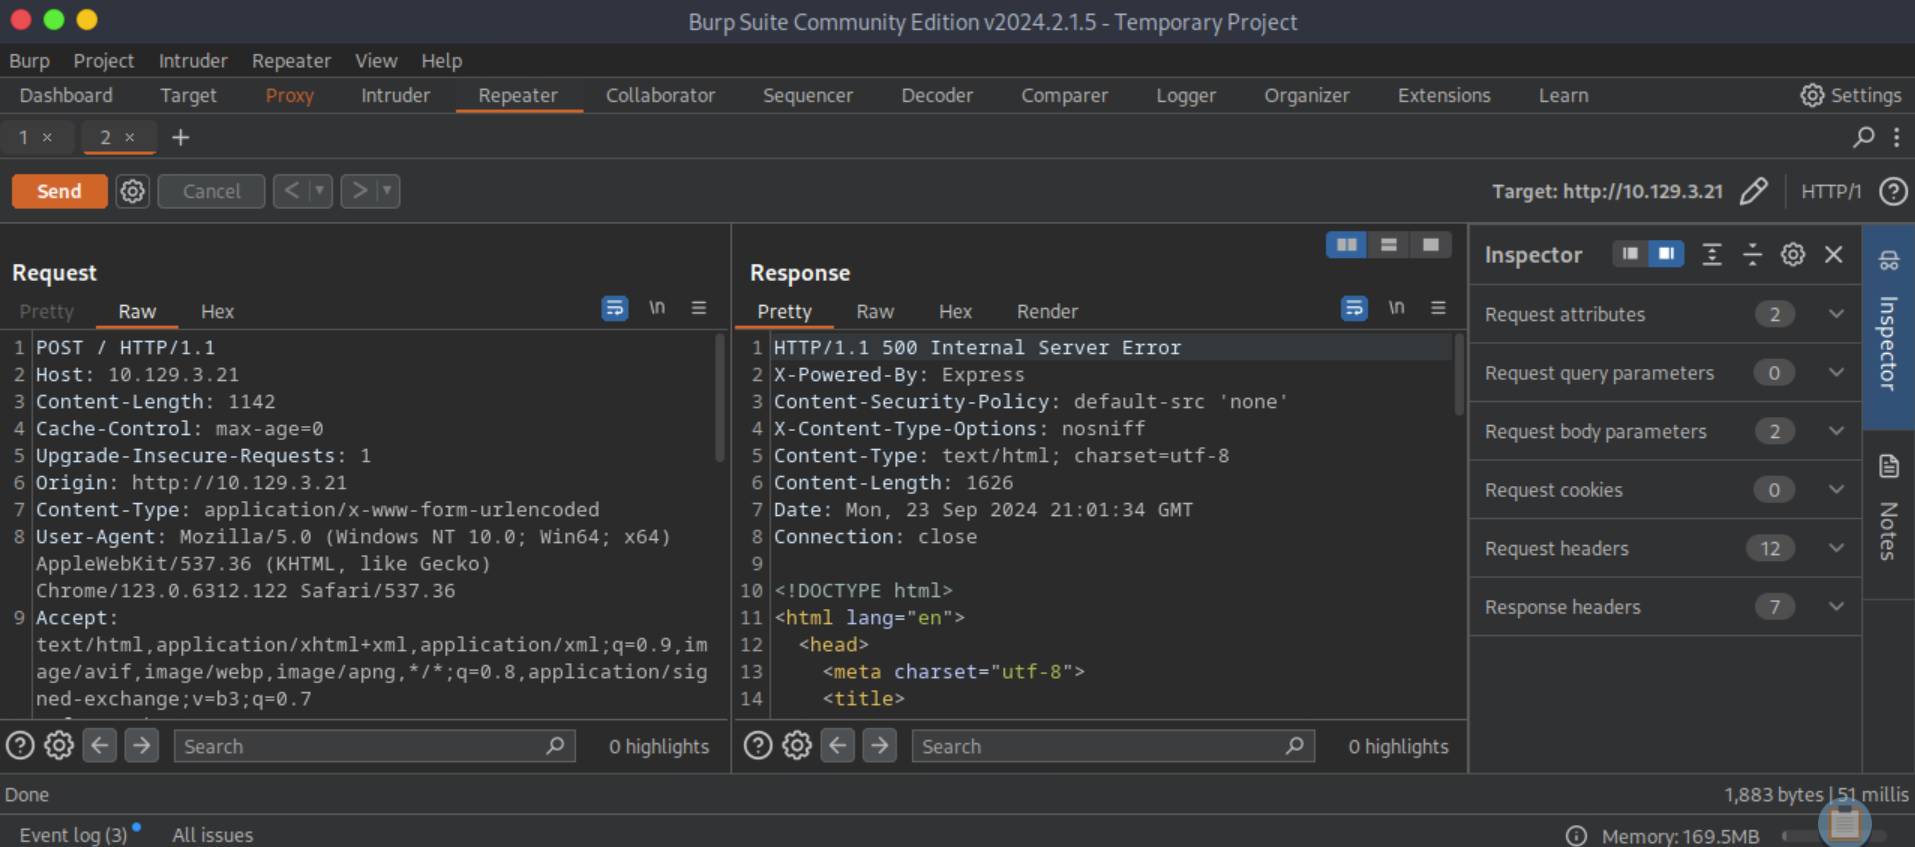 Burp Suite Community Edition v2024.2.1.5 - Temporary Project
Burp Project Intruder Repeater View Help
Dashboard Target Proxy Intruder Repeater Collaborator Sequencer Decoder Comparer Logger Organizer Extensions Learn Settings
1 × 2 × +
Send Cancel < > Target: http://10.129.3.21 HTTP/1
Request
Pretty Raw Hex \n
1 POST / HTTP/1.1
2 Host: 10.129.3.21
3 Content-Length: 1142
4 Cache-Control: max-age=0
5 Upgrade-Insecure-Requests: 1
6 Origin: http://10.129.3.21
7 Content-Type: application/x-www-form-urlencoded
8 User-Agent: Mozilla/5.0 (Windows NT 10.0; Win64; x64)
AppleWebKit/537.36 (KHTML, like Gecko)
Chrome/123.0.6312.122 Safari/537.36
9 Accept:
text/html,application/xhtml+xml,application/xml;q=0.9,im
age/avif,image/webp,image/apng,*/*;q=0.8,application/sig
ned-exchange;v=b3;q=0.7
Search 0 highlights
Response
Pretty Raw Hex Render \n
1 HTTP/1.1 500 Internal Server Error
2 X-Powered-By: Express
3 Content-Security-Policy: default-src 'none'
4 X-Content-Type-Options: nosniff
5 Content-Type: text/html; charset=utf-8
6 Content-Length: 1626
7 Date: Mon, 23 Sep 2024 21:01:34 GMT
8 Connection: close
9
10 <!DOCTYPE html>
11 <html lang="en">
12 <head>
13 <meta charset="utf-8">
14 <title>
Search 0 highlights
Inspector
Request attributes 2
Request query parameters 0
Request body parameters 2
Request cookies 0
Request headers 12
Response headers 7
Inspector
Notes
Done 1,883 bytes | 51 millis
Event log (3) All issues Memory: 169.5MB